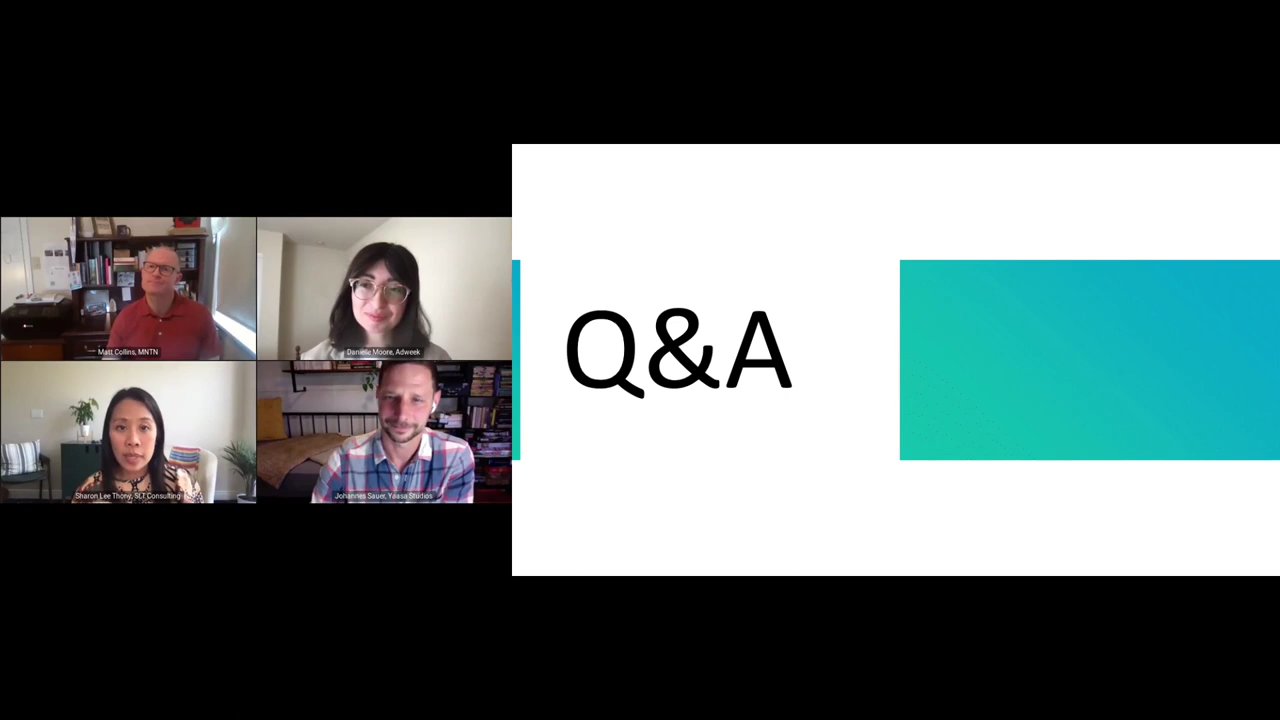 Matt Collins, MNTN
Danielle Moore, Adweek
Sharon Lee Thony, SLT Consulting
Johannes Sauer, Yaasa Studios
Q&A